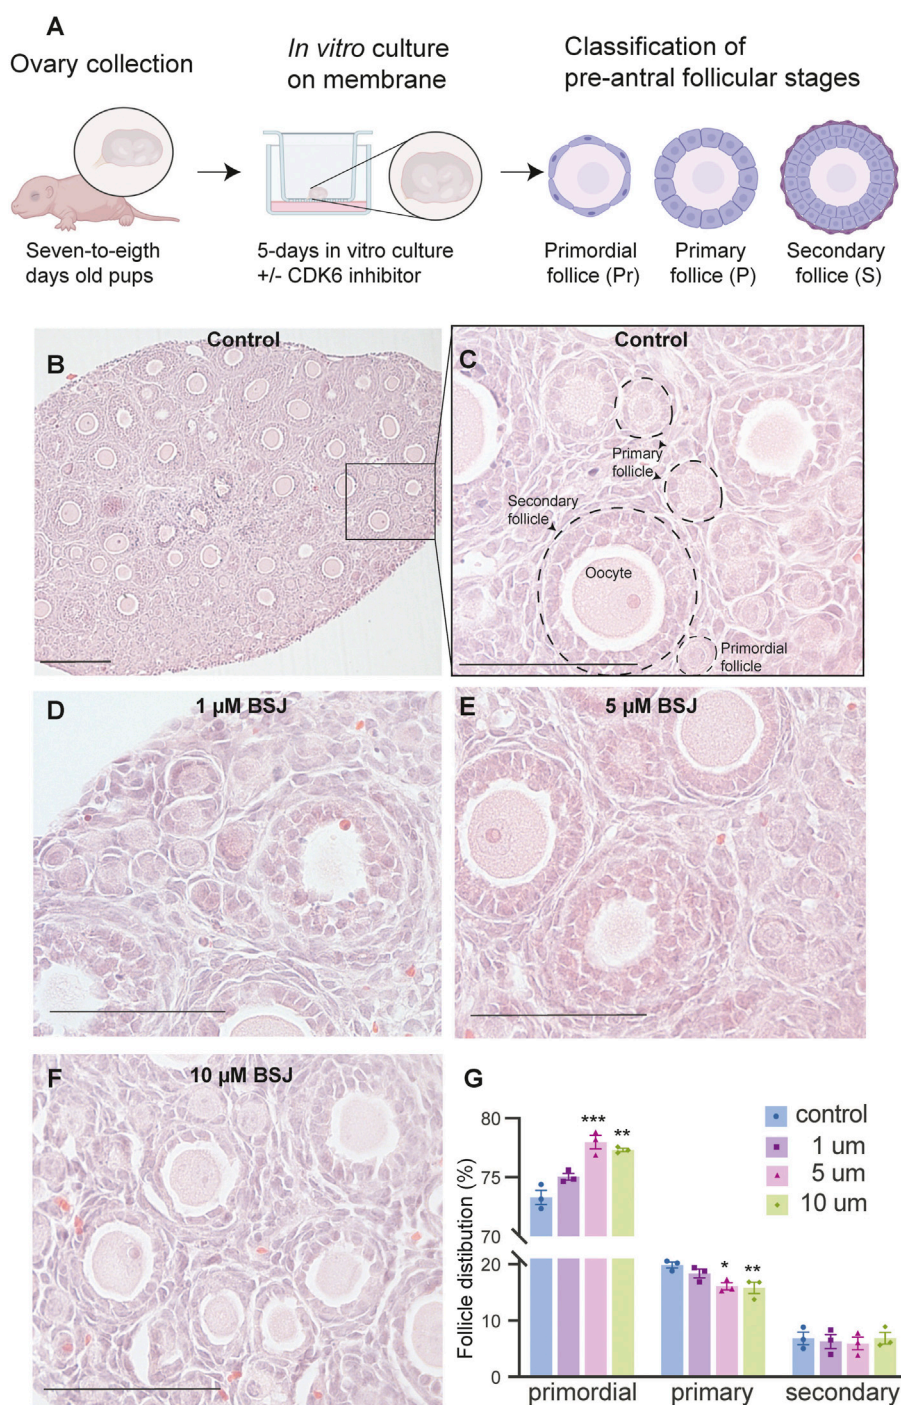 A
Ovary collection
In vitro culture
on membrane
Classification of
pre-antral follicular stages
Seven-to-eigth
days old pups
5-days in vitro culture
+/- CDK6 inhibitor
Primordial
follice (Pr)
Primary
follice (P)
Secondary
follice (S)
B
Control
C
Control
Primary
follicle
Secondary
follicle
Oocyte
Primordial
follicle
D
1 µM BSJ
E
5 µM BSJ
F
10 µM BSJ
G
Follicle distibution (%)
80
75
70
20
10
0
***
**
*
**
control
1 um
5 um
10 um
primordial
primary
secondary